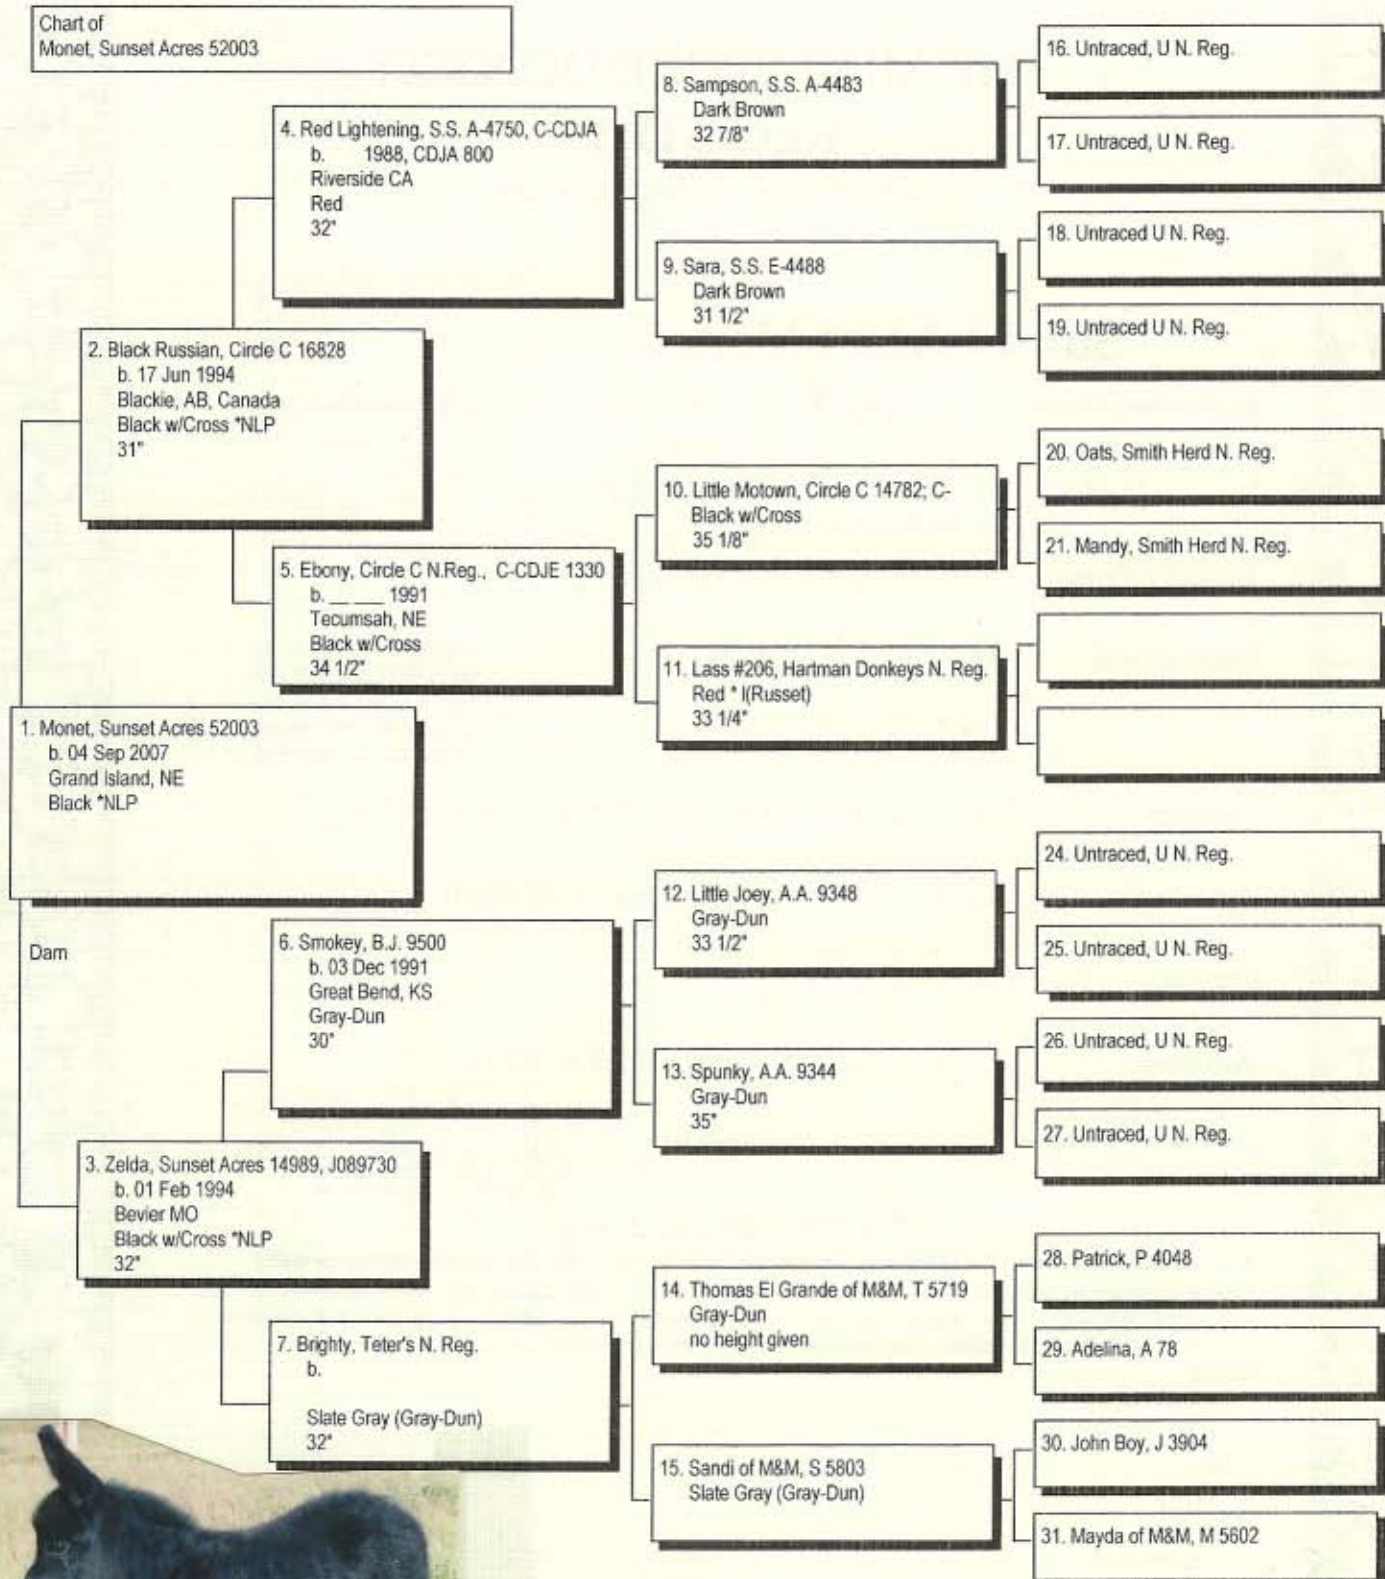 Chart of
Monet, Sunset Acres 52003
1. Monet, Sunset Acres 52003
b. 04 Sep 2007
Grand Island, NE
Black *NLP
Dam
2. Black Russian, Circle C 16828
b. 17 Jun 1994
Blackie, AB, Canada
Black w/Cross *NLP
31"
3. Zelda, Sunset Acres 14989, J089730
b. 01 Feb 1994
Bevier MO
Black w/Cross *NLP
32"
4. Red Lightening, S.S. A-4750, C-CDJA
b. 1988, CDJA 800
Riverside CA
Red
32"
5. Ebony, Circle C N.Reg., C-CDJE 1330
b. __ ___ 1991
Tecumsah, NE
Black w/Cross
34 1/2"
6. Smokey, B.J. 9500
b. 03 Dec 1991
Great Bend, KS
Gray-Dun
30"
7. Brighty, Teter's N. Reg.
b.
Slate Gray (Gray-Dun)
32"
8. Sampson, S.S. A-4483
Dark Brown
32 7/8"
9. Sara, S.S. E-4488
Dark Brown
31 1/2"
10. Little Motown, Circle C 14782; C-
Black w/Cross
35 1/8"
11. Lass #206, Hartman Donkeys N. Reg.
Red * I(Russet)
33 1/4"
12. Little Joey, A.A. 9348
Gray-Dun
33 1/2"
13. Spunky, A.A. 9344
Gray-Dun
35"
14. Thomas El Grande of M&M, T 5719
Gray-Dun
no height given
15. Sandi of M&M, S 5803
Slate Gray (Gray-Dun)
16. Untraced, U N. Reg.
17. Untraced, U N. Reg.
18. Untraced U N. Reg.
19. Untraced U N. Reg.
20. Oats, Smith Herd N. Reg.
21. Mandy, Smith Herd N. Reg.
24. Untraced, U N. Reg.
25. Untraced, U N. Reg.
26. Untraced, U N. Reg.
27. Untraced, U N. Reg.
28. Patrick, P 4048
29. Adelina, A 78
30. John Boy, J 3904
31. Mayda of M&M, M 5602